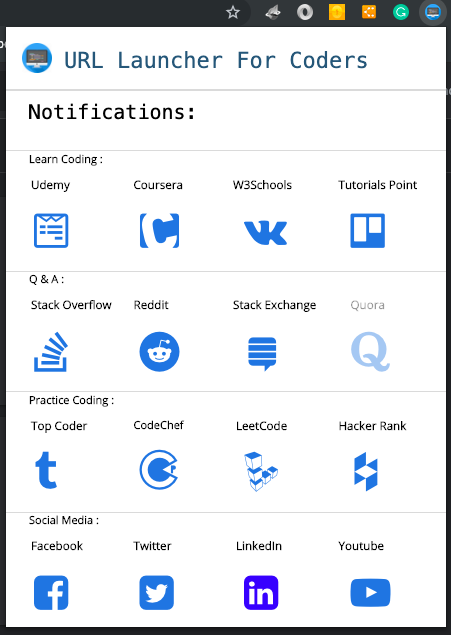 URL Launcher For Coders
Notifications:
Learn Coding :
Udemy Coursera W3Schools Tutorials Point
Q & A :
Stack Overflow Reddit Stack Exchange Quora
Practice Coding :
Top Coder CodeChef LeetCode Hacker Rank
Social Media :
Facebook Twitter LinkedIn Youtube